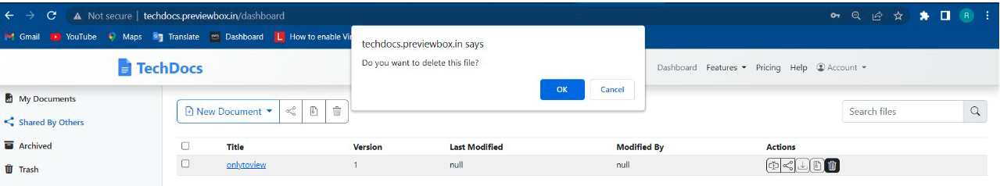 Not secure | techdocs.previewbox.in/dashboard
R
Gmail YouTube Maps Translate aws Dashboard L How to enable Vir
techdocs.previewbox.in says
Do you want to delete this file?
OK Cancel
TechDocs
Dashboard Features Pricing Help Account
My Documents
Shared By Others
Archived
Trash
New Document
Search files
Title Version Last Modified Modified By Actions
onlytoview 1 null null